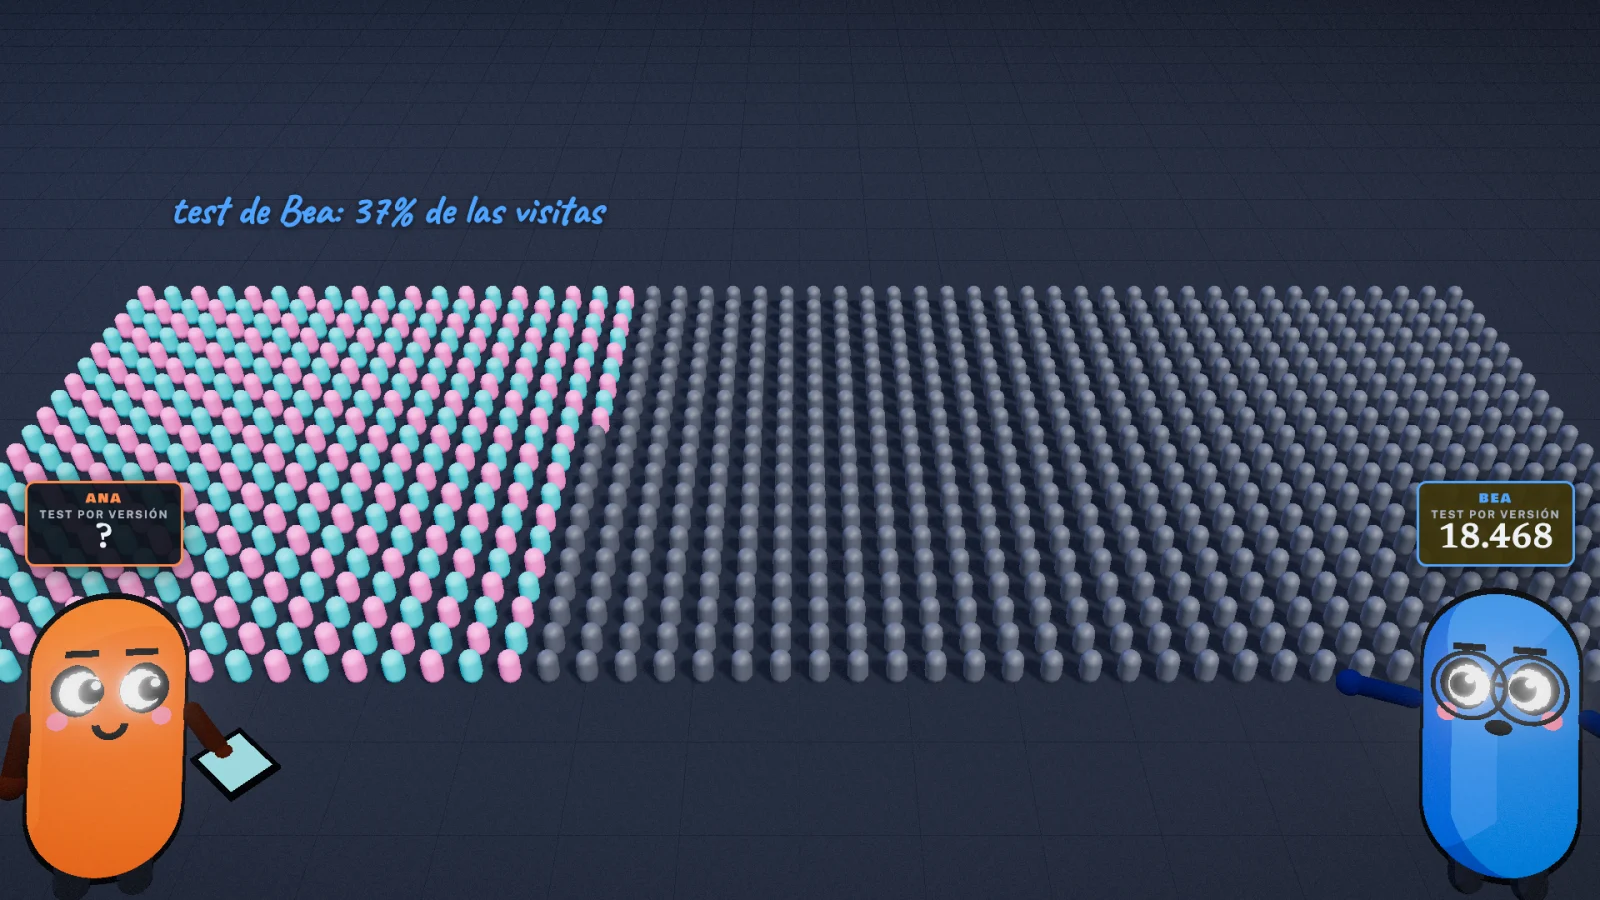 test de Bea: 37% de las visitas
ANA
TEST POR VERSIÓN
?
BEA
TEST POR VERSIÓN
18.468